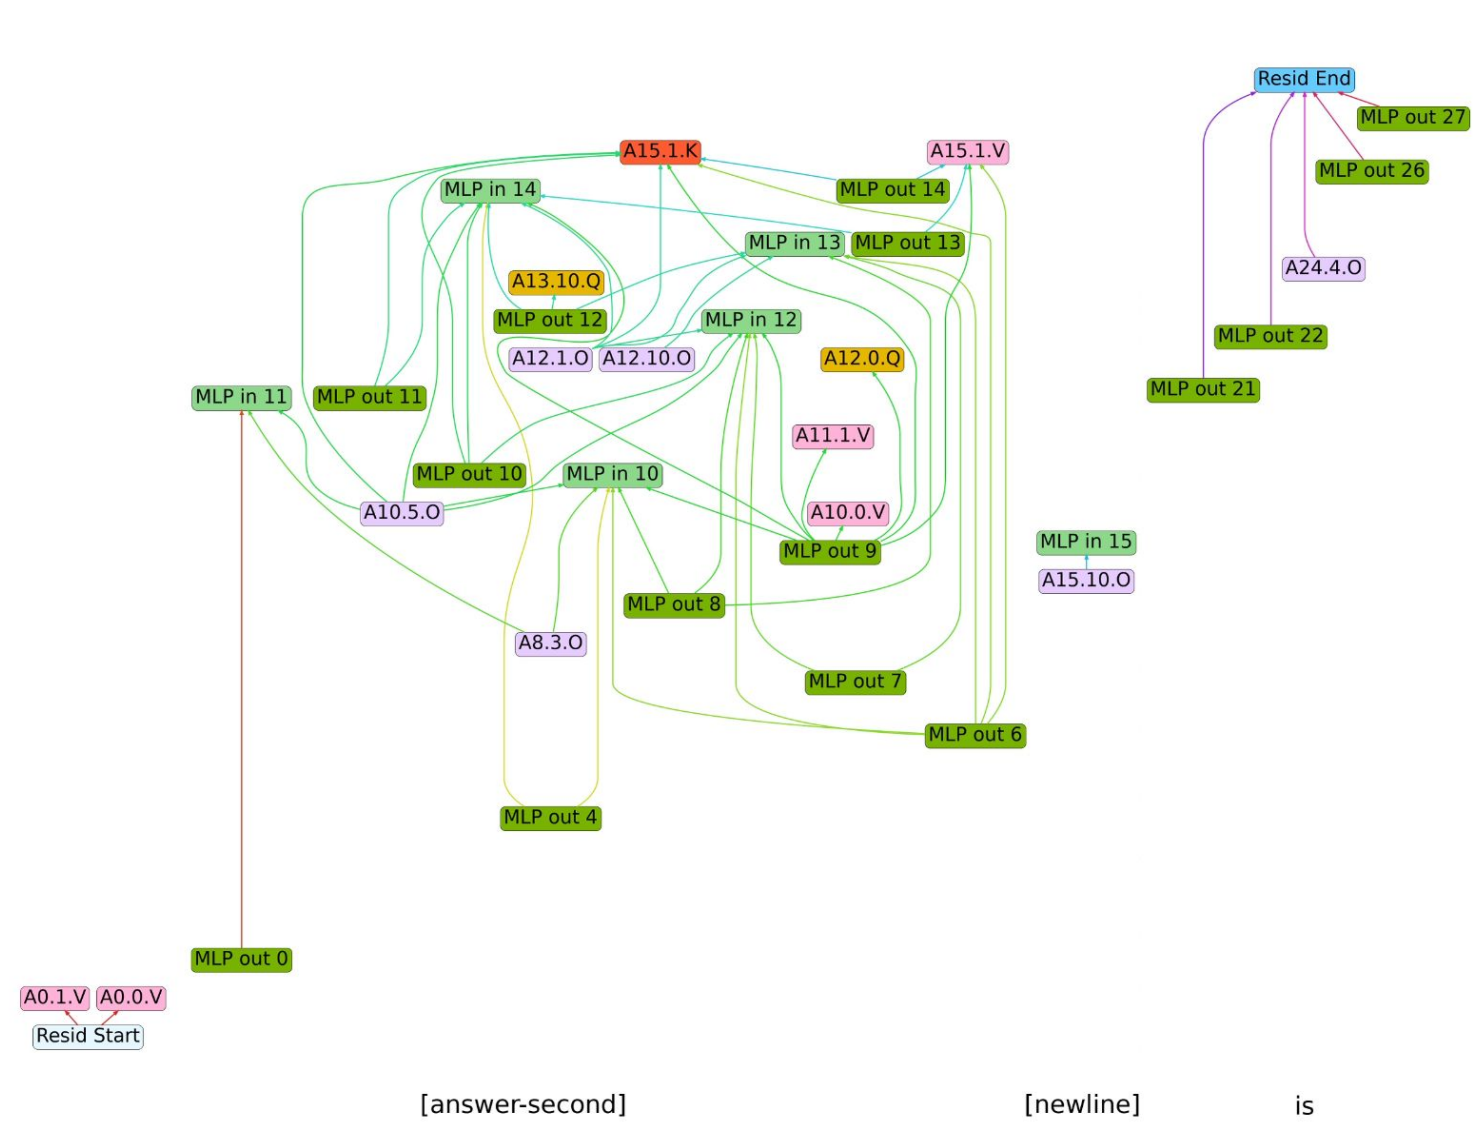 Resid End
MLP out 27
A15.1.K
A15.1.V
MLP out 26
MLP in 14
MLP out 14
MLP in 13
MLP out 13
A24.4.O
A13.10.Q
MLP out 12
MLP in 12
MLP out 22
A12.1.O
A12.10.O
A12.0.Q
MLP out 21
MLP in 11
MLP out 11
A11.1.V
MLP out 10
MLP in 10
A10.5.O
A10.0.V
MLP out 9
MLP in 15
A15.10.O
MLP out 8
A8.3.O
MLP out 7
MLP out 6
MLP out 4
MLP out 0
A0.1.V
A0.0.V
Resid Start
[answer-second]
[newline]
is